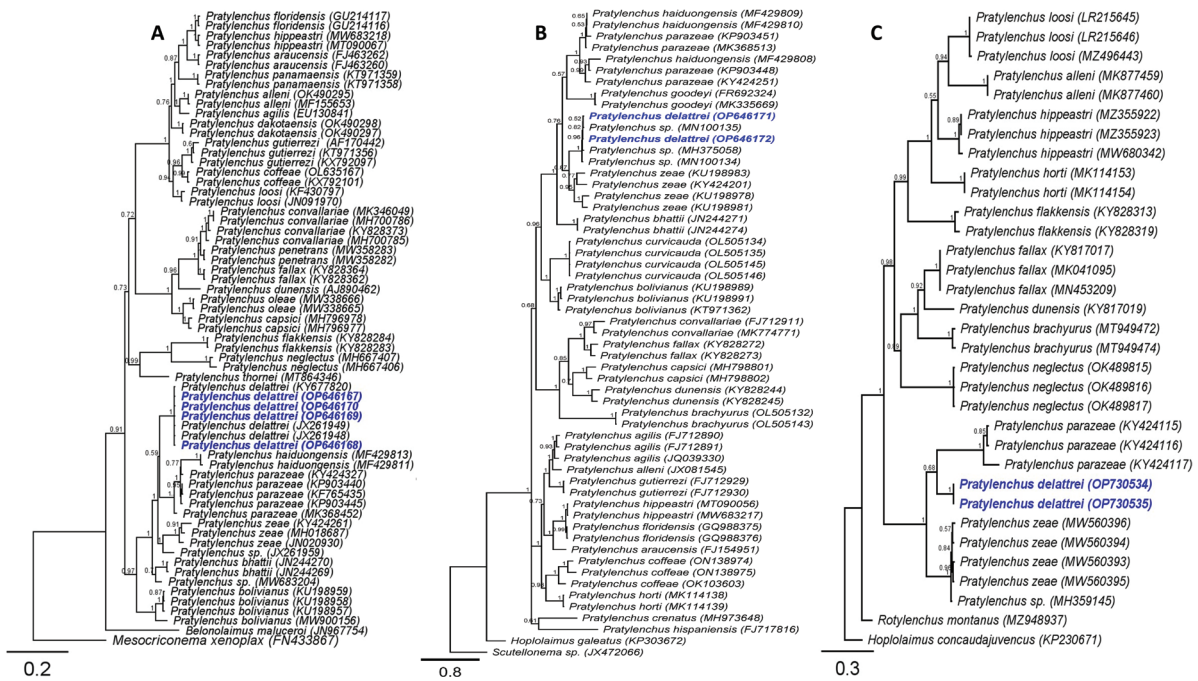 A
Pratylenchus floridensis (GU214117)
Pratylenchus floridensis (GU214116)
Pratylenchus hippeastri (MW683218)
Pratylenchus hippeastri (MT090067)
Pratylenchus araucensis (FJ463262)
Pratylenchus araucensis (FJ463260)
Pratylenchus panamaensis (KT971359)
Pratylenchus panamaensis (KT971358)
Pratylenchus alleni (OK490295)
Pratylenchus alleni (MF155653)
Pratylenchus agilis (EU130841)
Pratylenchus dakotaensis (OK490298)
Pratylenchus dakotaensis (OK490297)
Pratylenchus gutierrezi (AF170442)
Pratylenchus gutierrezi (KT971356)
Pratylenchus gutierrezi (KX792097)
Pratylenchus coffeae (OL635167)
Pratylenchus coffeae (KX792101)
Pratylenchus loosi (KF430797)
Pratylenchus loosi (JN091970)
Pratylenchus convallariae (MK346049)
Pratylenchus convallariae (MH700786)
Pratylenchus convallariae (KY828373)
Pratylenchus convallariae (MH700785)
Pratylenchus penetrans (MW358283)
Pratylenchus penetrans (MW358282)
Pratylenchus fallax (KY828364)
Pratylenchus fallax (KY828362)
Pratylenchus dunensis (AJ890462)
Pratylenchus oleae (MW338666)
Pratylenchus oleae (MW338665)
Pratylenchus capsici (MH796978)
Pratylenchus capsici (MH796977)
Pratylenchus flakkensis (KY828284)
Pratylenchus flakkensis (KY828283)
Pratylenchus neglectus (MH667407)
Pratylenchus neglectus (MH667406)
Pratylenchus thornei (MT864346)
Pratylenchus delattrei (KY677820)
Pratylenchus delattrei (OP646167)
Pratylenchus delattrei (OP646170)
Pratylenchus delattrei (OP646169)
Pratylenchus delattrei (JX261949)
Pratylenchus delattrei (JX261948)
Pratylenchus delattrei (OP646168)
Pratylenchus haiduongensis (MF429813)
Pratylenchus haiduongensis (MF429811)
Pratylenchus parazeae (KY424327)
Pratylenchus parazeae (KP903440)
Pratylenchus parazeae (KF765435)
Pratylenchus parazeae (KP903445)
Pratylenchus parazeae (MK368452)
Pratylenchus zeae (KY424261)
Pratylenchus zeae (MH018687)
Pratylenchus zeae (JN020930)
Pratylenchus sp. (JX261959)
Pratylenchus bhattii (JN244270)
Pratylenchus bhattii (JN244269)
Pratylenchus sp. (MW683204)
Pratylenchus bolivianus (KU198959)
Pratylenchus bolivianus (KU198958)
Pratylenchus bolivianus (KU198957)
Pratylenchus bolivianus (MW900156)
Belonolaimus maluceroi (JN967754)
Mesocriconema xenoplax (FN433867)
0.2
B
Pratylenchus haiduongensis (MF429809)
Pratylenchus haiduongensis (MF429810)
Pratylenchus parazeae (KP903451)
Pratylenchus parazeae (MK368513)
Pratylenchus haiduongensis (MF429808)
Pratylenchus parazeae (KP903448)
Pratylenchus parazeae (KY424251)
Pratylenchus goodeyi (FR692324)
Pratylenchus goodeyi (MK335669)
Pratylenchus delattrei (OP646171)
Pratylenchus sp. (MN100135)
Pratylenchus delattrei (OP646172)
Pratylenchus sp. (MH375058)
Pratylenchus sp. (MN100134)
Pratylenchus zeae (KU198983)
Pratylenchus zeae (KY424201)
Pratylenchus zeae (KU198978)
Pratylenchus zeae (KU198981)
Pratylenchus bhattii (JN244271)
Pratylenchus bhattii (JN244274)
Pratylenchus curvicauda (OL505134)
Pratylenchus curvicauda (OL505135)
Pratylenchus curvicauda (OL505145)
Pratylenchus curvicauda (OL505146)
Pratylenchus bolivianus (KU198989)
Pratylenchus bolivianus (KU198991)
Pratylenchus bolivianus (KT971362)
Pratylenchus convallariae (FJ712911)
Pratylenchus convallariae (MK774771)
Pratylenchus fallax (KY828272)
Pratylenchus fallax (KY828273)
Pratylenchus capsici (MH798801)
Pratylenchus capsici (MH798802)
Pratylenchus dunensis (KY828244)
Pratylenchus dunensis (KY828245)
Pratylenchus brachyurus (OL505132)
Pratylenchus brachyurus (OL505143)
Pratylenchus agilis (FJ712890)
Pratylenchus agilis (FJ712891)
Pratylenchus agilis (JQ039330)
Pratylenchus alleni (JX081545)
Pratylenchus gutierrezi (FJ712929)
Pratylenchus gutierrezi (FJ712930)
Pratylenchus hippeastri (MT090056)
Pratylenchus hippeastri (MW683217)
Pratylenchus floridensis (GQ988375)
Pratylenchus floridensis (GQ988376)
Pratylenchus araucensis (FJ154951)
Pratylenchus coffeae (ON138974)
Pratylenchus coffeae (ON138975)
Pratylenchus coffeae (OK103603)
Pratylenchus horti (MK114138)
Pratylenchus horti (MK114139)
Pratylenchus crenatus (MH973648)
Pratylenchus hispaniensis (FJ717816)
Hoplolaimus galeatus (KP303672)
Scutellonema sp. (JX472066)
0.8
C
Pratylenchus loosi (LR215645)
Pratylenchus loosi (LR215646)
Pratylenchus loosi (MZ496443)
Pratylenchus alleni (MK877459)
Pratylenchus alleni (MK877460)
Pratylenchus hippeastri (MZ355922)
Pratylenchus hippeastri (MZ355923)
Pratylenchus hippeastri (MW680342)
Pratylenchus horti (MK114153)
Pratylenchus horti (MK114154)
Pratylenchus flakkensis (KY828313)
Pratylenchus flakkensis (KY828319)
Pratylenchus fallax (KY817017)
Pratylenchus fallax (MK041095)
Pratylenchus fallax (MN453209)
Pratylenchus dunensis (KY817019)
Pratylenchus brachyurus (MT949472)
Pratylenchus brachyurus (MT949474)
Pratylenchus neglectus (OK489815)
Pratylenchus neglectus (OK489816)
Pratylenchus neglectus (OK489817)
Pratylenchus parazeae (KY424115)
Pratylenchus parazeae (KY424116)
Pratylenchus parazeae (KY424117)
Pratylenchus delattrei (OP730534)
Pratylenchus delattrei (OP730535)
Pratylenchus zeae (MW560396)
Pratylenchus zeae (MW560394)
Pratylenchus zeae (MW560393)
Pratylenchus zeae (MW560395)
Pratylenchus sp. (MH359145)
Rotylenchus montanus (MZ948937)
Hoplolaimus concaudajuvencus (KP230671)
0.3